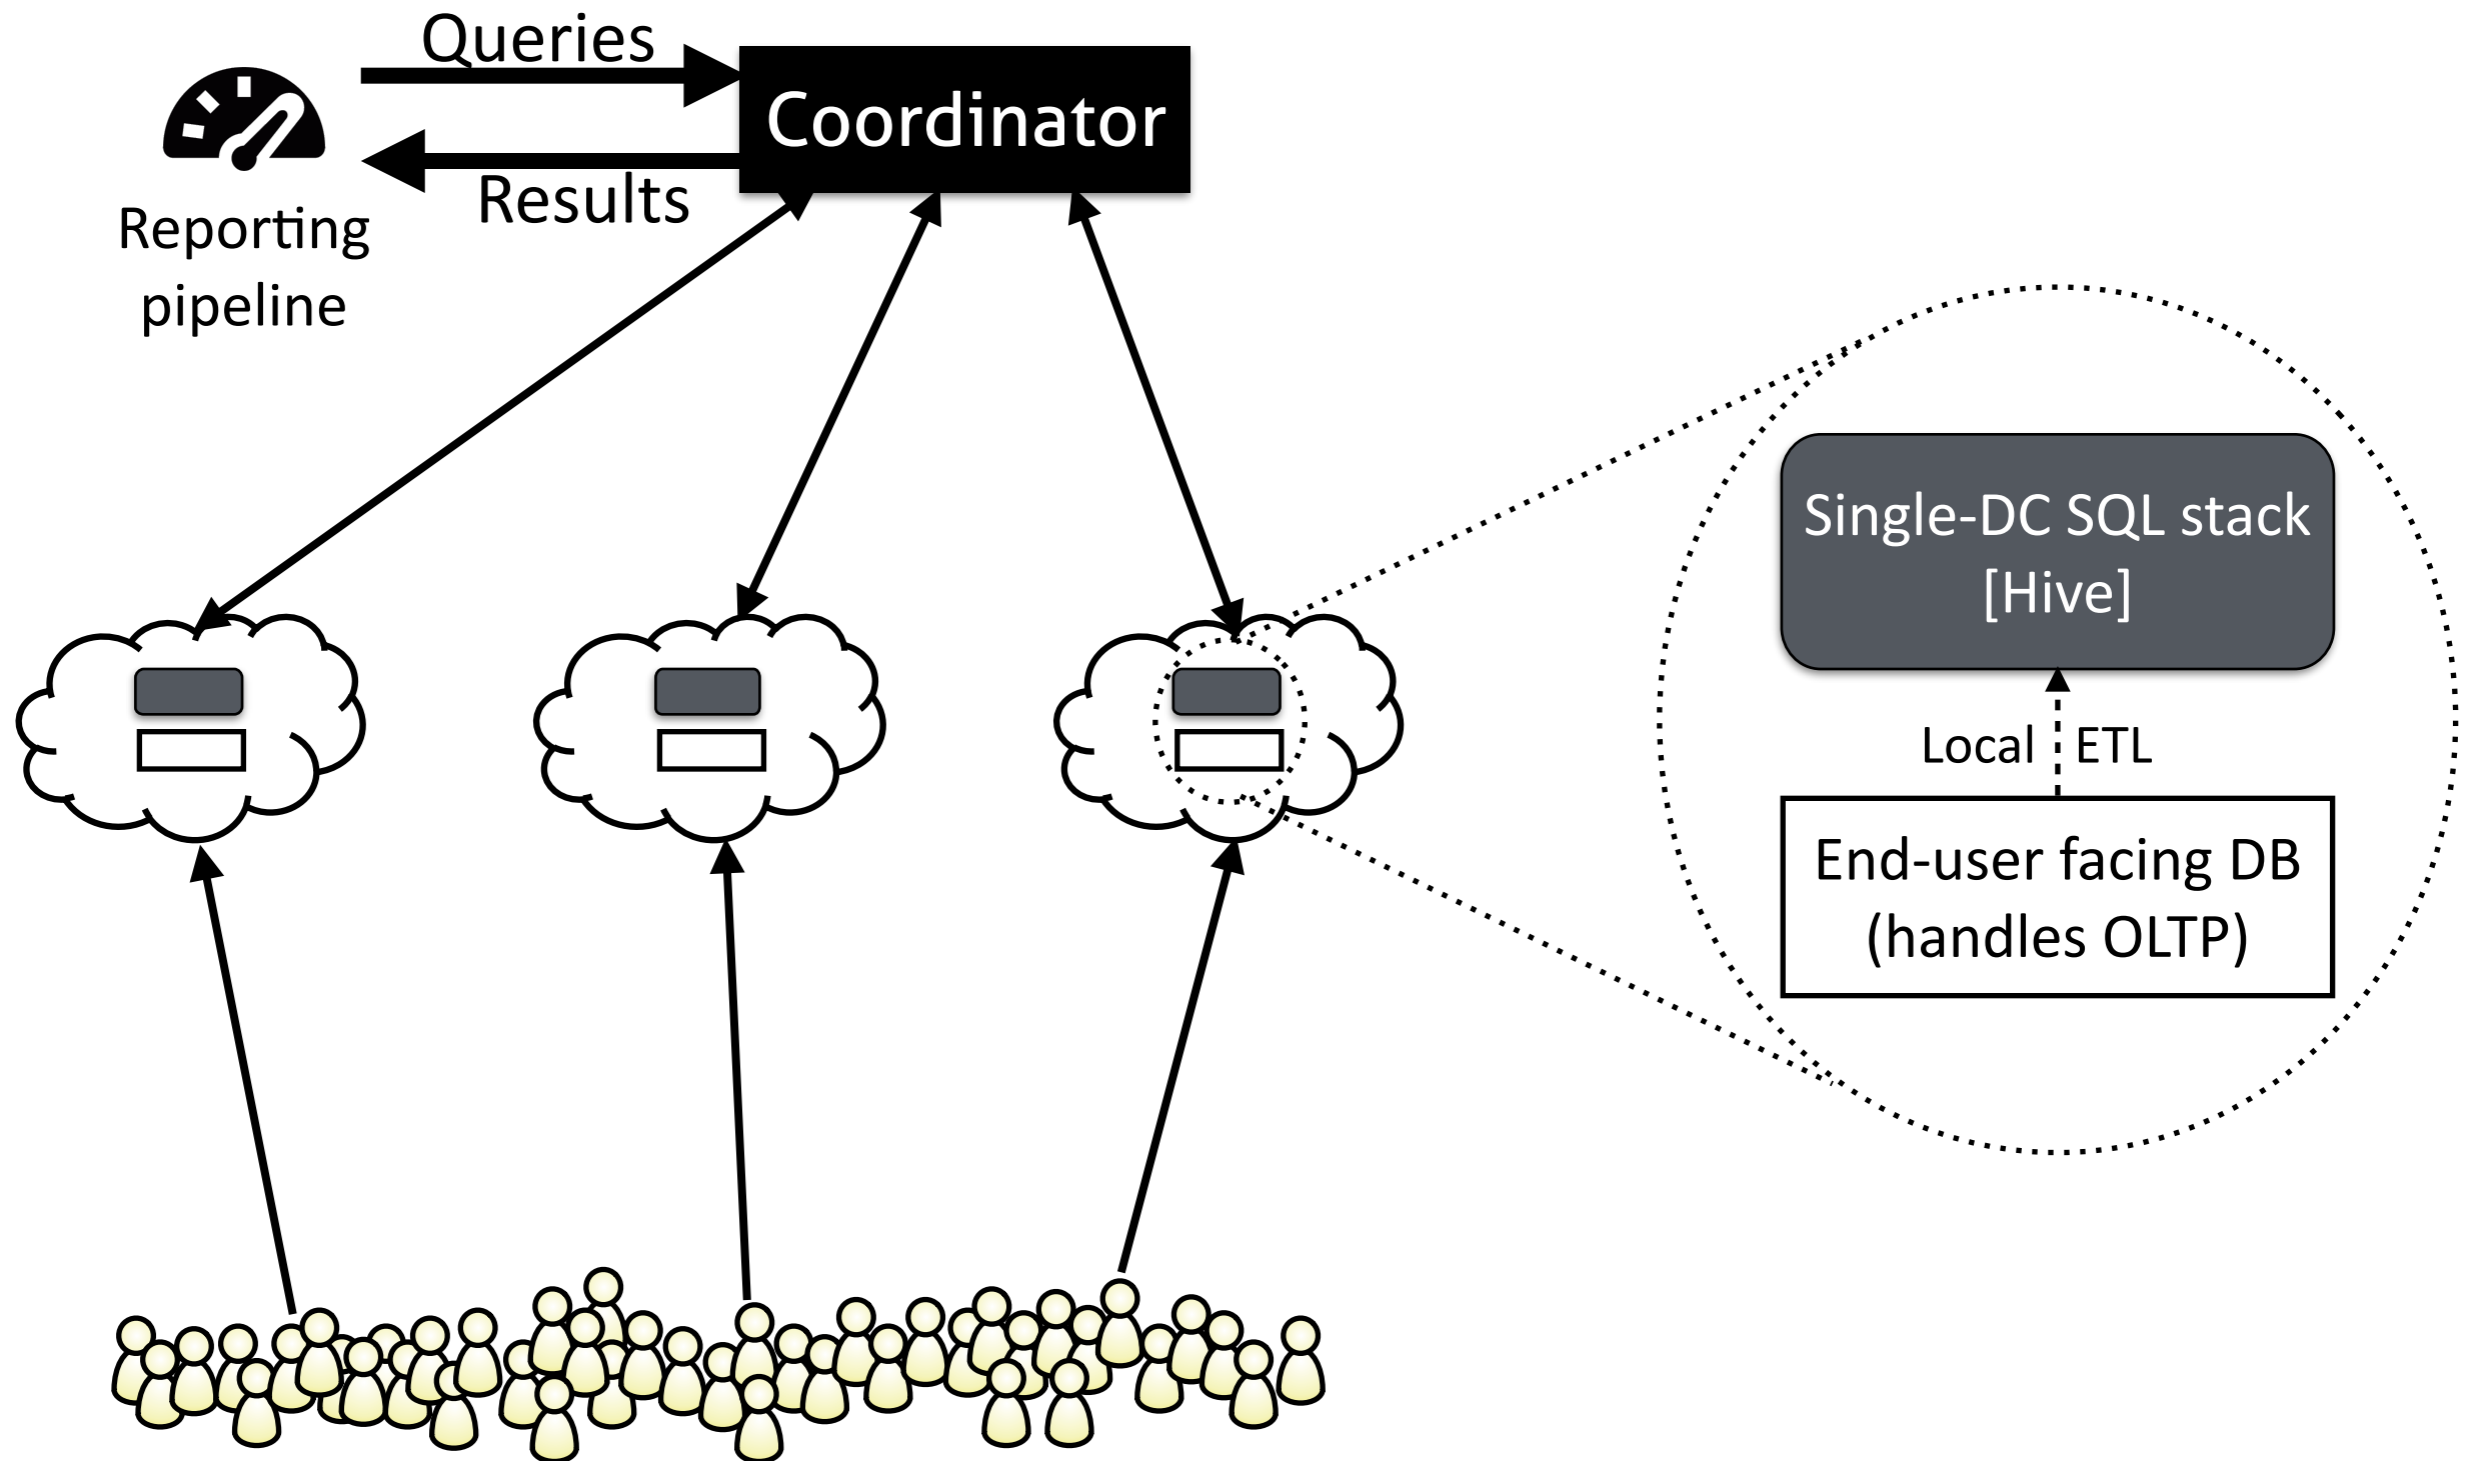 Queries
Coordinator
Results
Reporting
pipeline
Single-DC SQL stack
[Hive]
Local ETL
End-user facing DB
(handles OLTP)